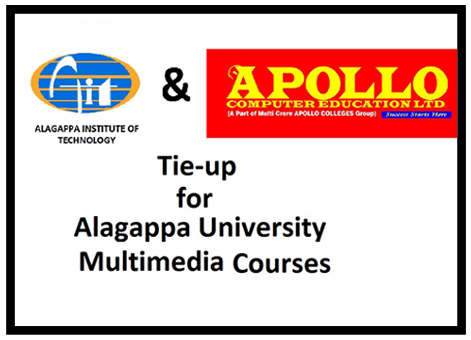 AiT
ALAGAPPA INSTITUTE OF
TECHNOLOGY
&
APOLLO
COMPUTER EDUCATION LTD
(A Part of Multi Crore APOLLO COLLEGES Group)
Success Starts Here
Tie-up
for
Alagappa University
Multimedia Courses